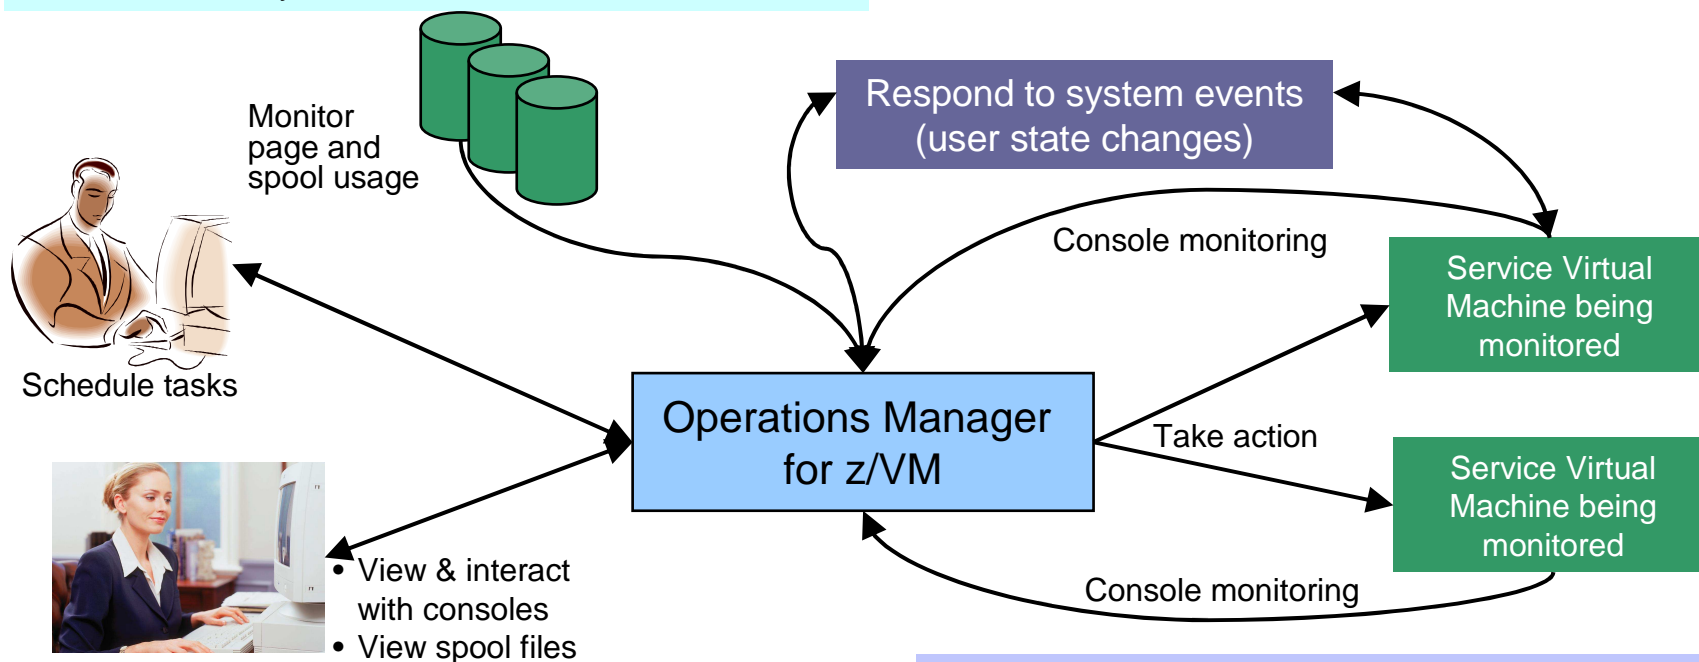 Monitor
page and
spool usage
Respond to system events
(user state changes)
Console monitoring
Service Virtual
Machine being
monitored
Schedule tasks
Operations Manager
for z/VM
Take action
Service Virtual
Machine being
monitored
• View & interact
with consoles
• View spool files
Console monitoring